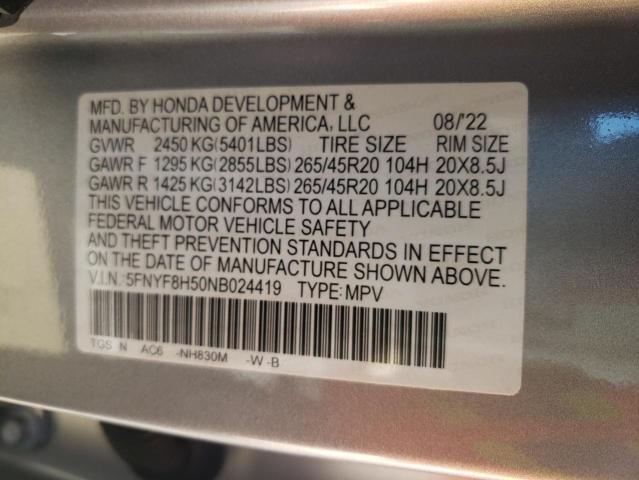 MFD. BY HONDA DEVELOPMENT &
MANUFACTURING OF AMERICA, LLC 08/'22
GVWR 2450 KG(5401LBS) TIRE SIZE RIM SIZE
GAWR F 1295 KG(2855LBS) 265/45R20 104H 20X8.5J
GAWR R 1425 KG(3142LBS) 265/45R20 104H 20X8.5J
THIS VEHICLE CONFORMS TO ALL APPLICABLE
FEDERAL MOTOR VEHICLE SAFETY
AND THEFT PREVENTION STANDARDS IN EFFECT
ON THE DATE OF MANUFACTURE SHOWN ABOVE.
V.I.N.: 5FNYF8H50NB024419 TYPE:MPV
TGS N AC6 -NH830M -W -B